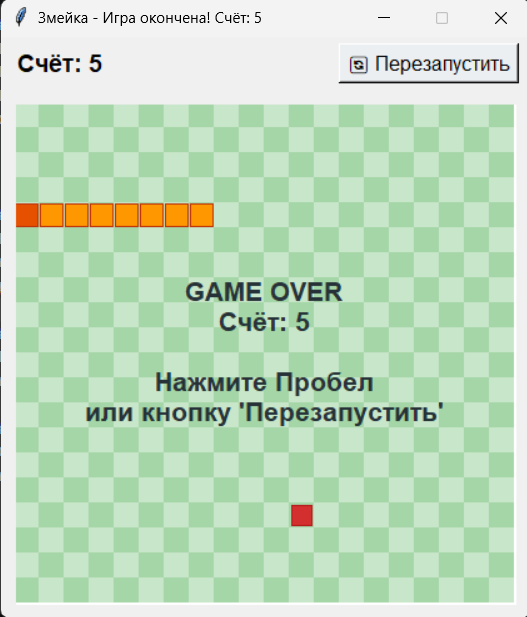 Змейка - Игра окончена! Счёт: 5
Счёт: 5
Перезапустить
GAME OVER
Счёт: 5
Нажмите Пробел
или кнопку 'Перезапустить'